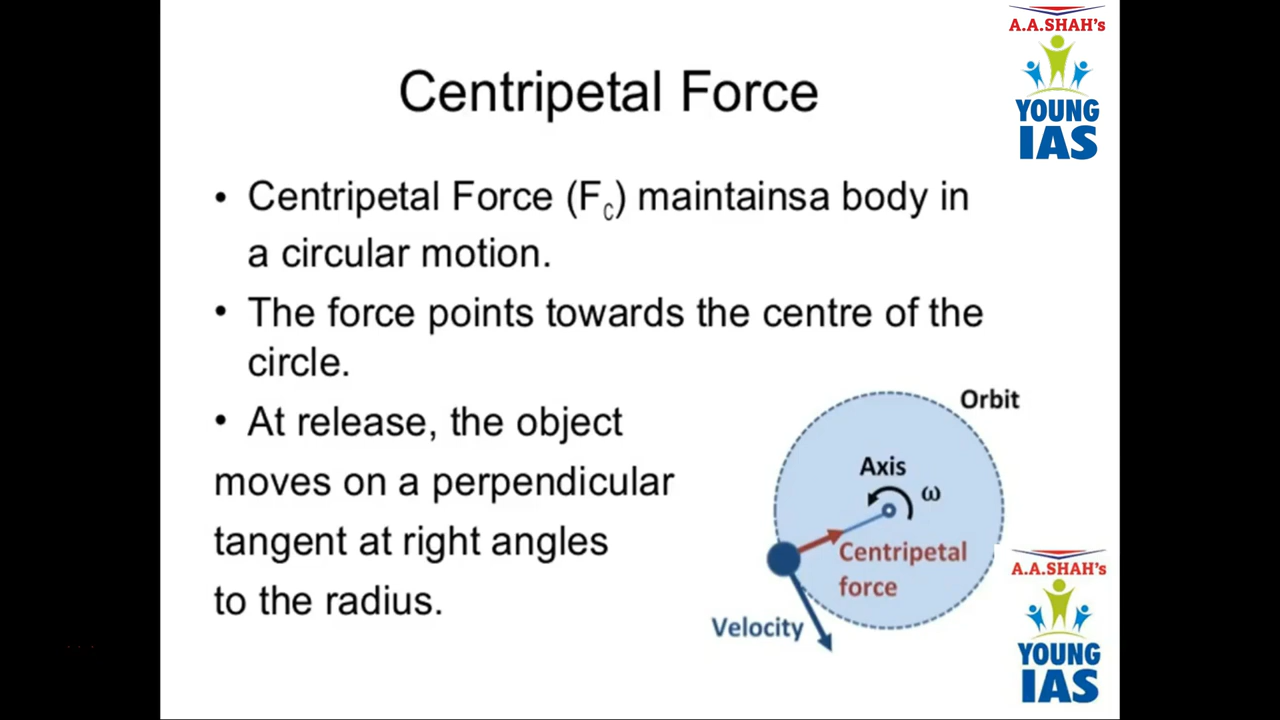 A.A.SHAH's
YOUNG
IAS
Centripetal Force
• Centripetal Force (Fc) maintainsa body in
a circular motion.
• The force points towards the centre of the
circle.
• At release, the object
moves on a perpendicular
tangent at right angles
to the radius.
Orbit
Axis
ω
Centripetal
force
Velocity
A.A.SHAH's
YOUNG
IAS